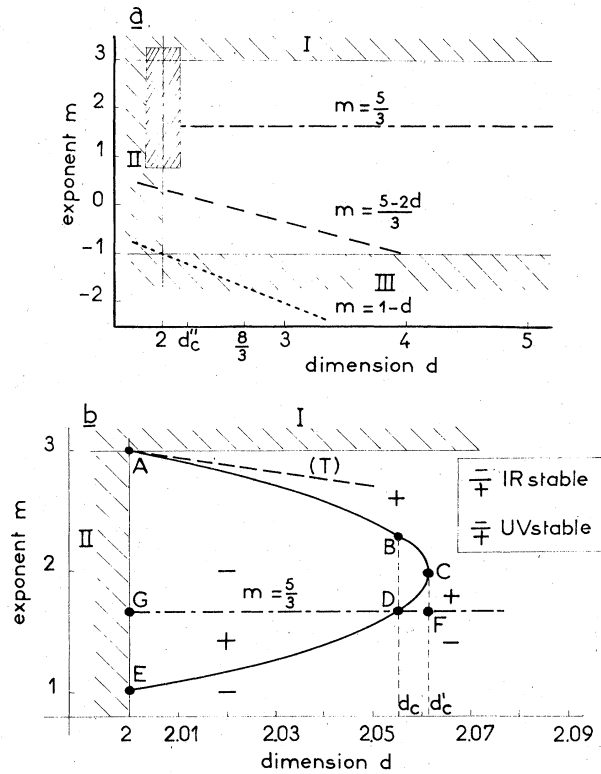 a
I
3
2
1
0
-1
-2
exponent m
m = 5/3
II
m = (5-2d)/3
III
m = 1-d
2 d''c 8/3 3 4 5
dimension d
b
I
3
A
(T)
+
− + IR stable
− + UV stable
B
II
exponent m
2
−
C
m = 5/3
G
D
+
F
+
−
E
1
−
dc d'c
2 2.01 2.03 2.05 2.07 2.09
dimension d